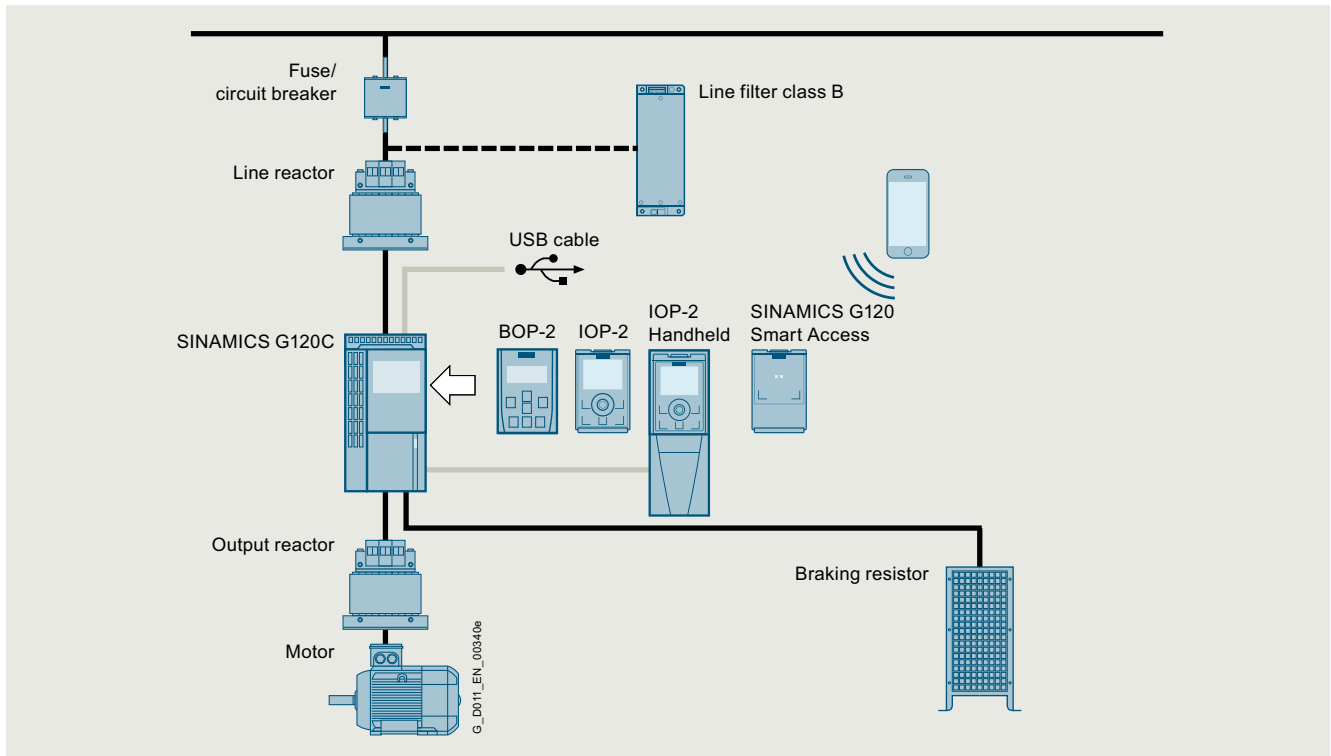 Fuse/
circuit breaker
Line filter class B
Line reactor
USB cable
SINAMICS G120C
BOP-2
IOP-2
IOP-2
Handheld
SINAMICS G120
Smart Access
Output reactor
Braking resistor
Motor
G_D011_EN_00340e